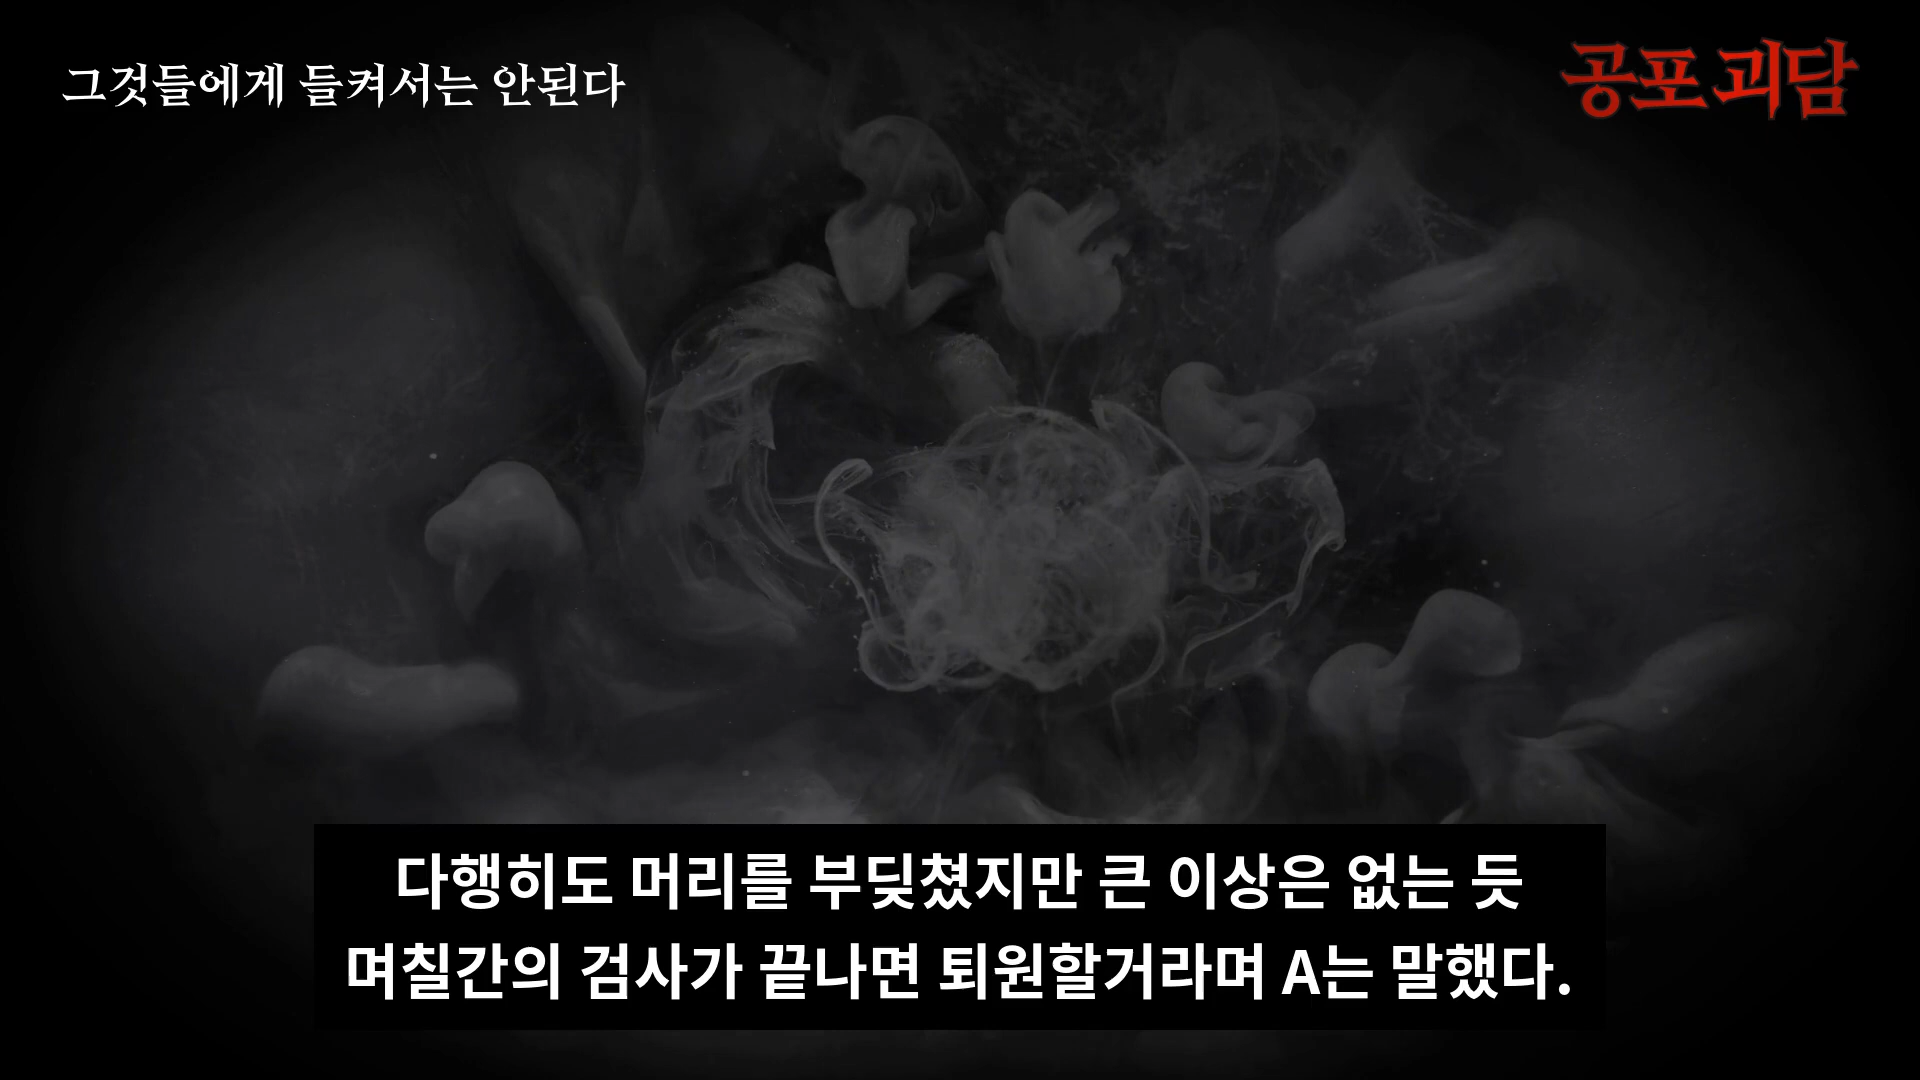 그것들에게 들켜서는 안된다
공포 괴담
다행히도 머리를 부딪쳤지만 큰 이상은 없는 듯
며칠간의 검사가 끝나면 퇴원할거라며 A는 말했다.